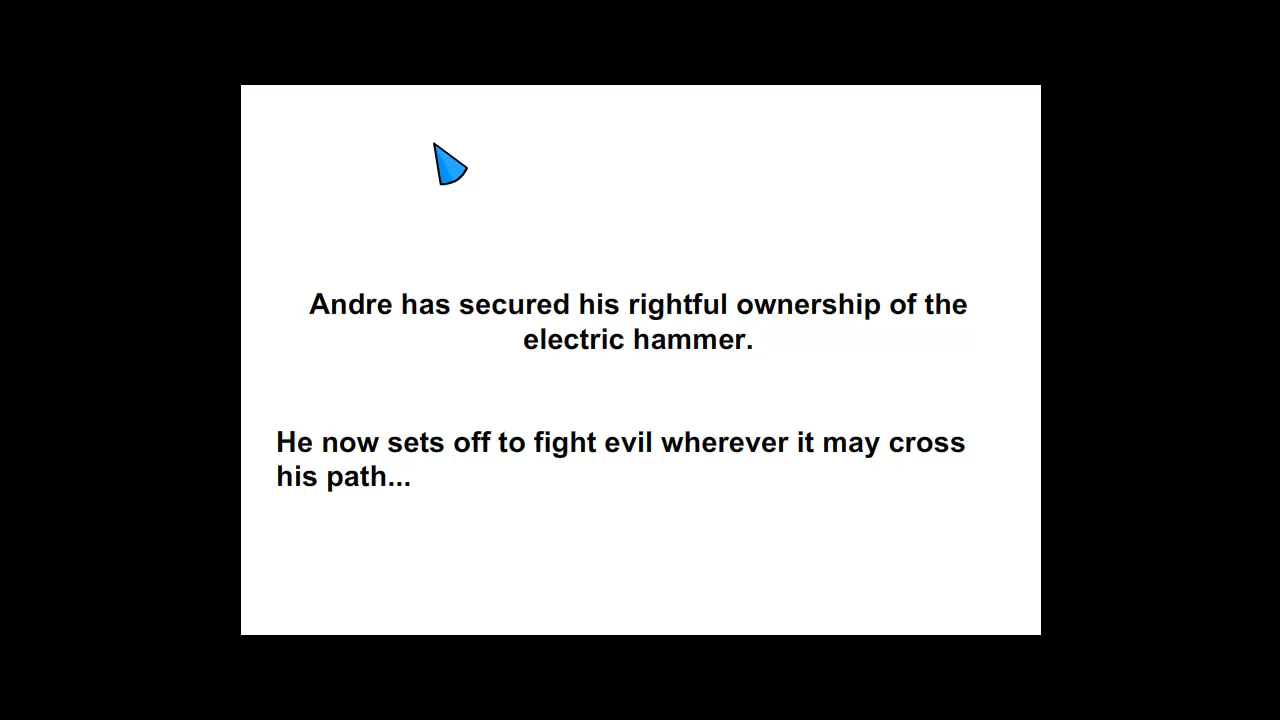 Andre has secured his rightful ownership of the
electric hammer.
He now sets off to fight evil wherever it may cross
his path...